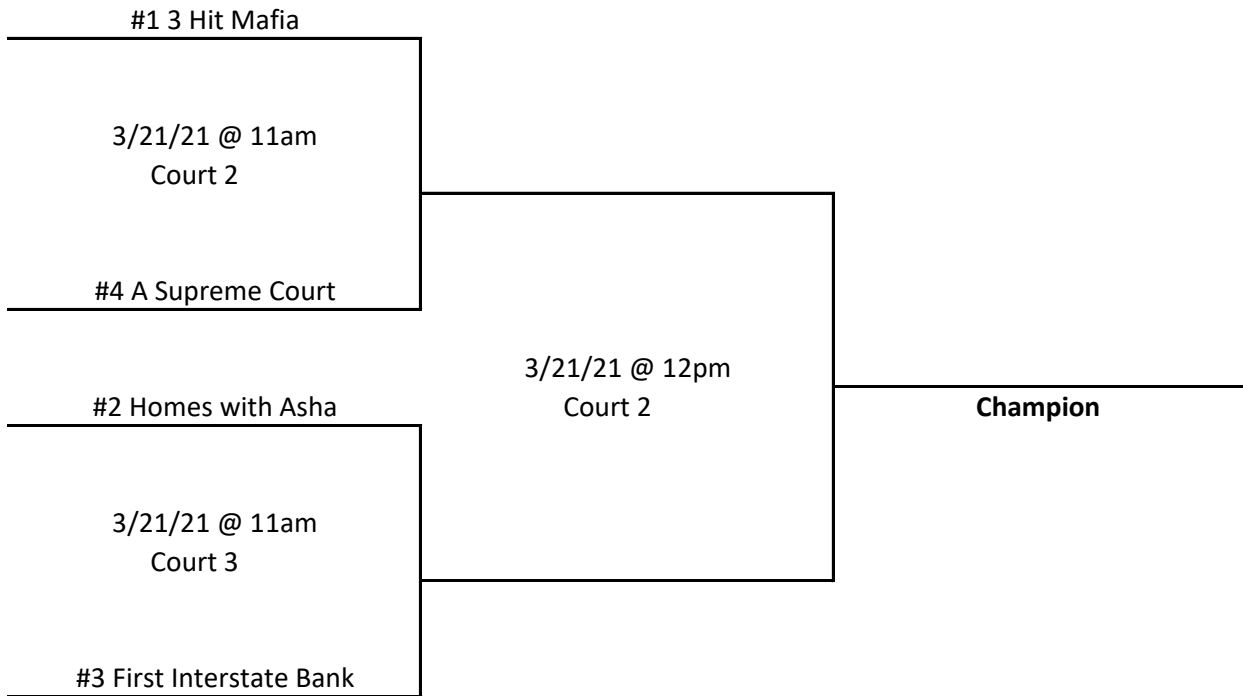 #1 3 Hit Mafia
3/21/21 @ 11am
Court 2
#4 A Supreme Court
3/21/21 @ 12pm
Court 2
#2 Homes with Asha
Champion
3/21/21 @ 11am
Court 3
#3 First Interstate Bank